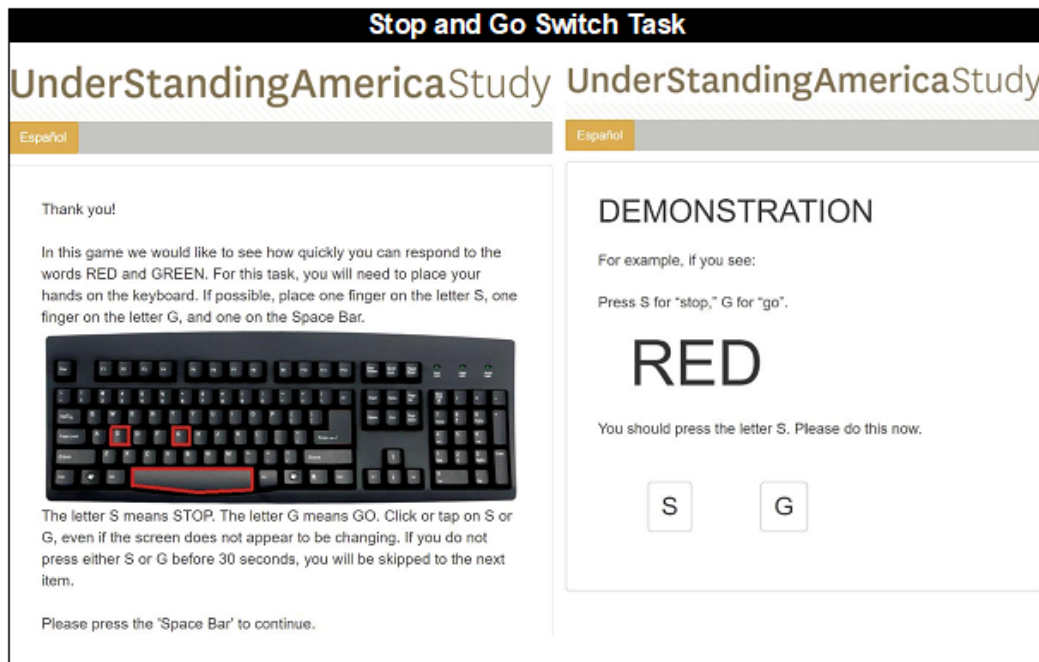 Stop and Go Switch Task
UnderStandingAmericaStudy
Español
Thank you!
In this game we would like to see how quickly you can respond to the
words RED and GREEN. For this task, you will need to place your
hands on the keyboard. If possible, place one finger on the letter S, one
finger on the letter G, and one on the Space Bar.
The letter S means STOP. The letter G means GO. Click or tap on S or
G, even if the screen does not appear to be changing. If you do not
press either S or G before 30 seconds, you will be skipped to the next
item.
Please press the 'Space Bar' to continue.
UnderStandingAmericaStudy
Español
DEMONSTRATION
For example, if you see:
Press S for “stop,” G for “go”.
RED
You should press the letter S. Please do this now.
S
G